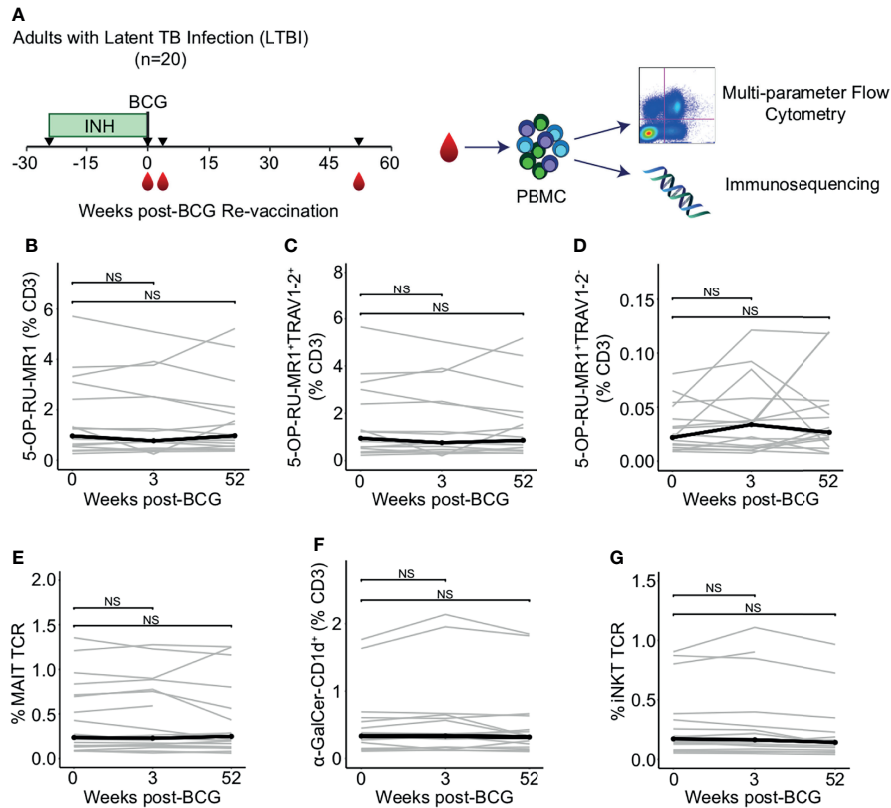 A
Adults with Latent TB Infection (LTBI)
(n=20)
BCG
INH
-30 -15 0 15 30 45 60
Weeks post-BCG Re-vaccination
PBMC
Multi-parameter Flow
Cytometry
Immunosequencing
B
5-OP-RU-MR1 (% CD3)
6
4
2
0
NS
NS
0 3 52
Weeks post-BCG
C
5-OP-RU-MR1⁺TRAV1-2⁺
(% CD3)
8
6
4
2
0
NS
NS
0 3 52
Weeks post-BCG
D
5-OP-RU-MR1⁺TRAV1-2⁻
(% CD3)
0.15
0.10
0.05
0.00
NS
NS
0 3 52
Weeks post-BCG
E
% MAIT TCR
2.0
1.5
1.0
0.5
0.0
NS
NS
0 3 52
Weeks post-BCG
F
α-GalCer-CD1d⁺ (% CD3)
2
1
0
NS
NS
0 3 52
Weeks post-BCG
G
% iNKT TCR
1.5
1.0
0.5
0.0
NS
NS
0 3 52
Weeks post-BCG